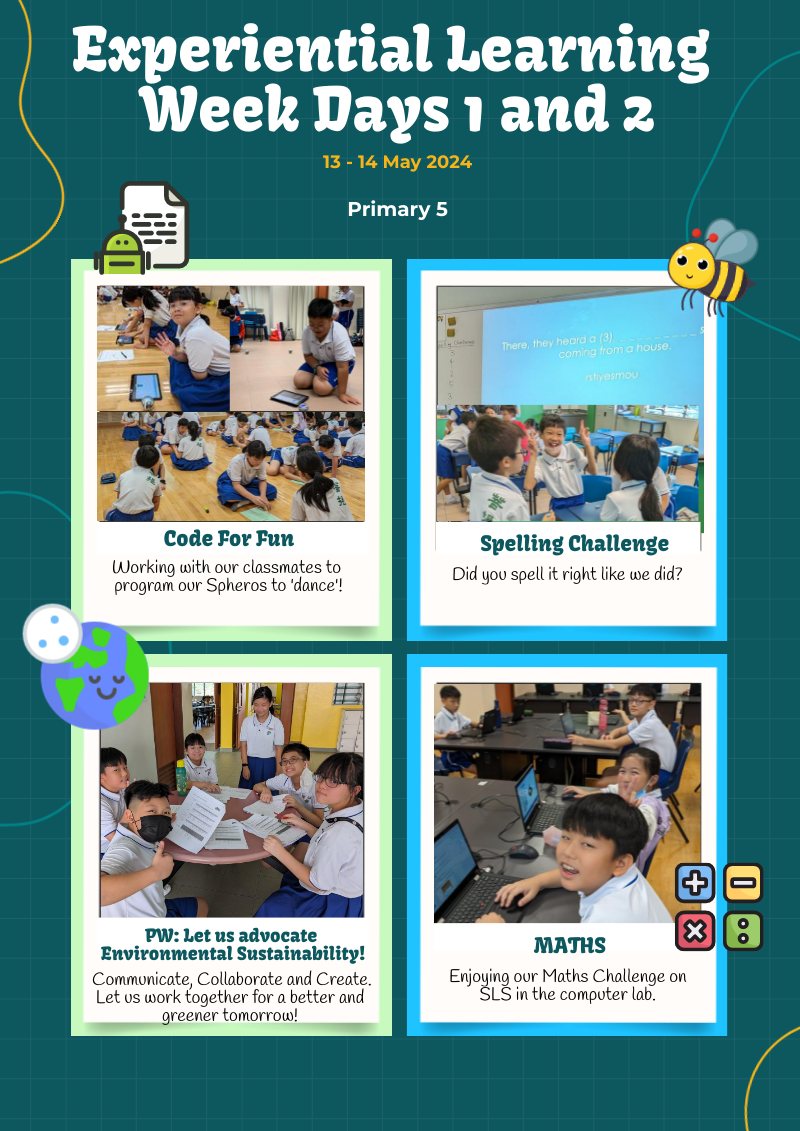 Experiential Learning
Week Days 1 and 2
13 - 14 May 2024
Primary 5
Code For Fun
Working with our classmates to
program our Spheros to 'dance'!
There, they heard a (3)
coming from a house.
rstiyesmou
Spelling Challenge
Did you spell it right like we did?
PW: Let us advocate
Environmental Sustainability!
Communicate, Collaborate and Create.
Let us work together for a better and
greener tomorrow!
MATHS
Enjoying our Maths Challenge on
SLS in the computer lab.